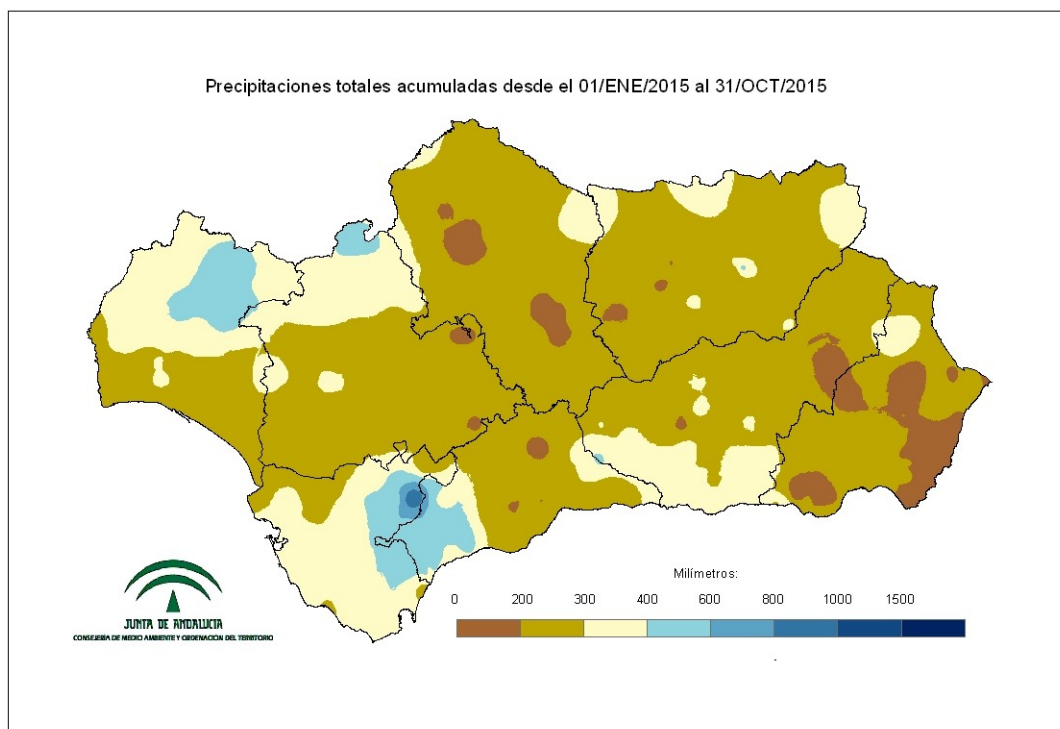 Precipitaciones totales acumuladas desde el 01/ENE/2015 al 31/OCT/2015
Milímetros:
0 200 300 400 600 800 1000 1500
JUNTA DE ANDALUCIA
CONSEJERÍA DE MEDIO AMBIENTE Y ORDENACIÓN DEL TERRITORIO